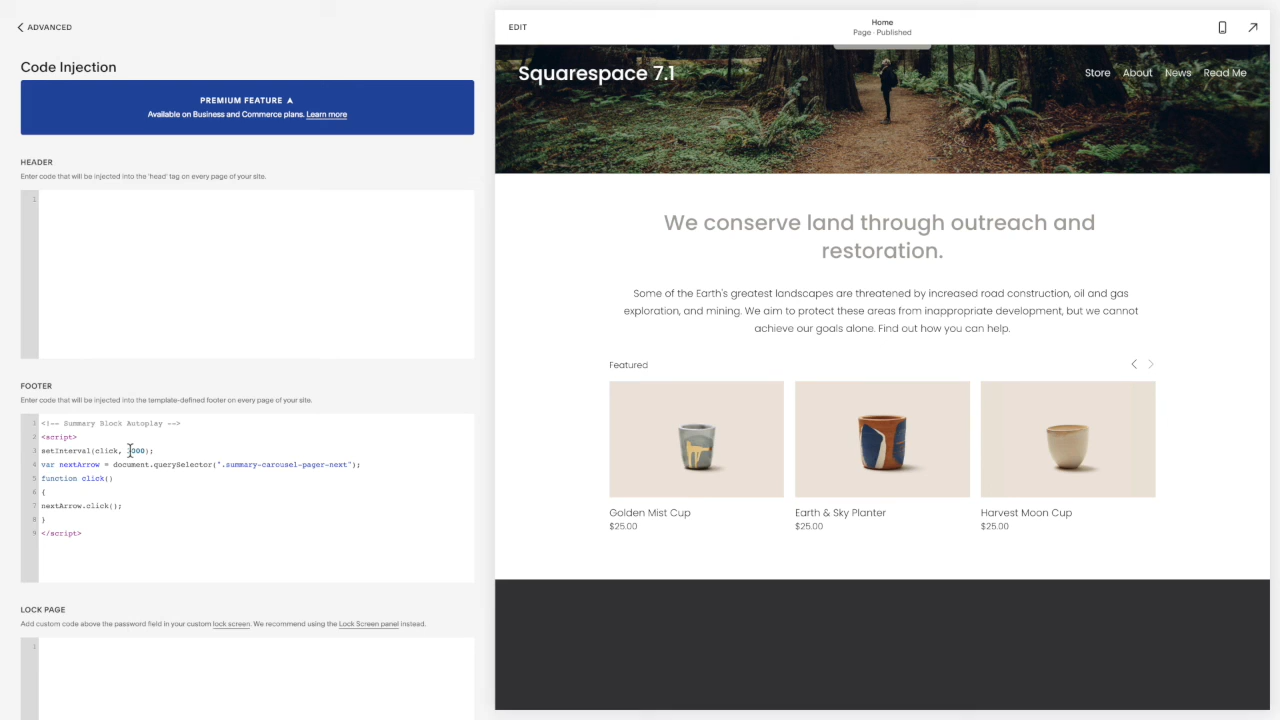 ADVANCED
Code Injection
PREMIUM FEATURE
Available on Business and Commerce plans. Learn more
HEADER
Enter code that will be injected into the 'head' tag on every page of your site.
1
FOOTER
Enter code that will be injected into the template-defined footer on every page of your site.
1 <!-- Summary Block Autoplay -->
2 <script>
3 setInterval(click, 000);
4 var nextArrow = document.querySelector(".summary-carousel-pager-next");
5 function click()
6 {
7 nextArrow.click();
8 }
9 </script>
LOCK PAGE
Add custom code above the password field in your custom lock screen. We recommend using the Lock Screen panel instead.
1
EDIT
Home
Page · Published
Squarespace 7.1
Store About News Read Me
We conserve land through outreach and
restoration.
Some of the Earth's greatest landscapes are threatened by increased road construction, oil and gas
exploration, and mining. We aim to protect these areas from inappropriate development, but we cannot
achieve our goals alone. Find out how you can help.
Featured
Golden Mist Cup
$25.00
Earth & Sky Planter
$25.00
Harvest Moon Cup
$25.00